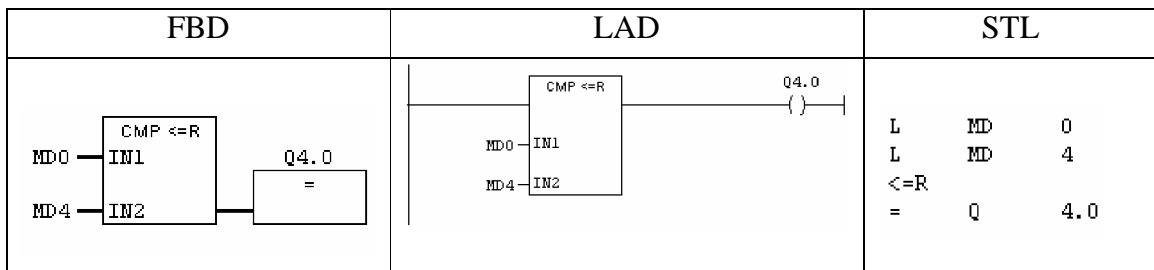 FBD
CMP <=R
MD0 IN1
Q4.0
=
MD4 IN2
LAD
CMP <=R
Q4.0
( )
MD0 IN1
MD4 IN2
STL
L MD 0
L MD 4
<=R
= Q 4.0